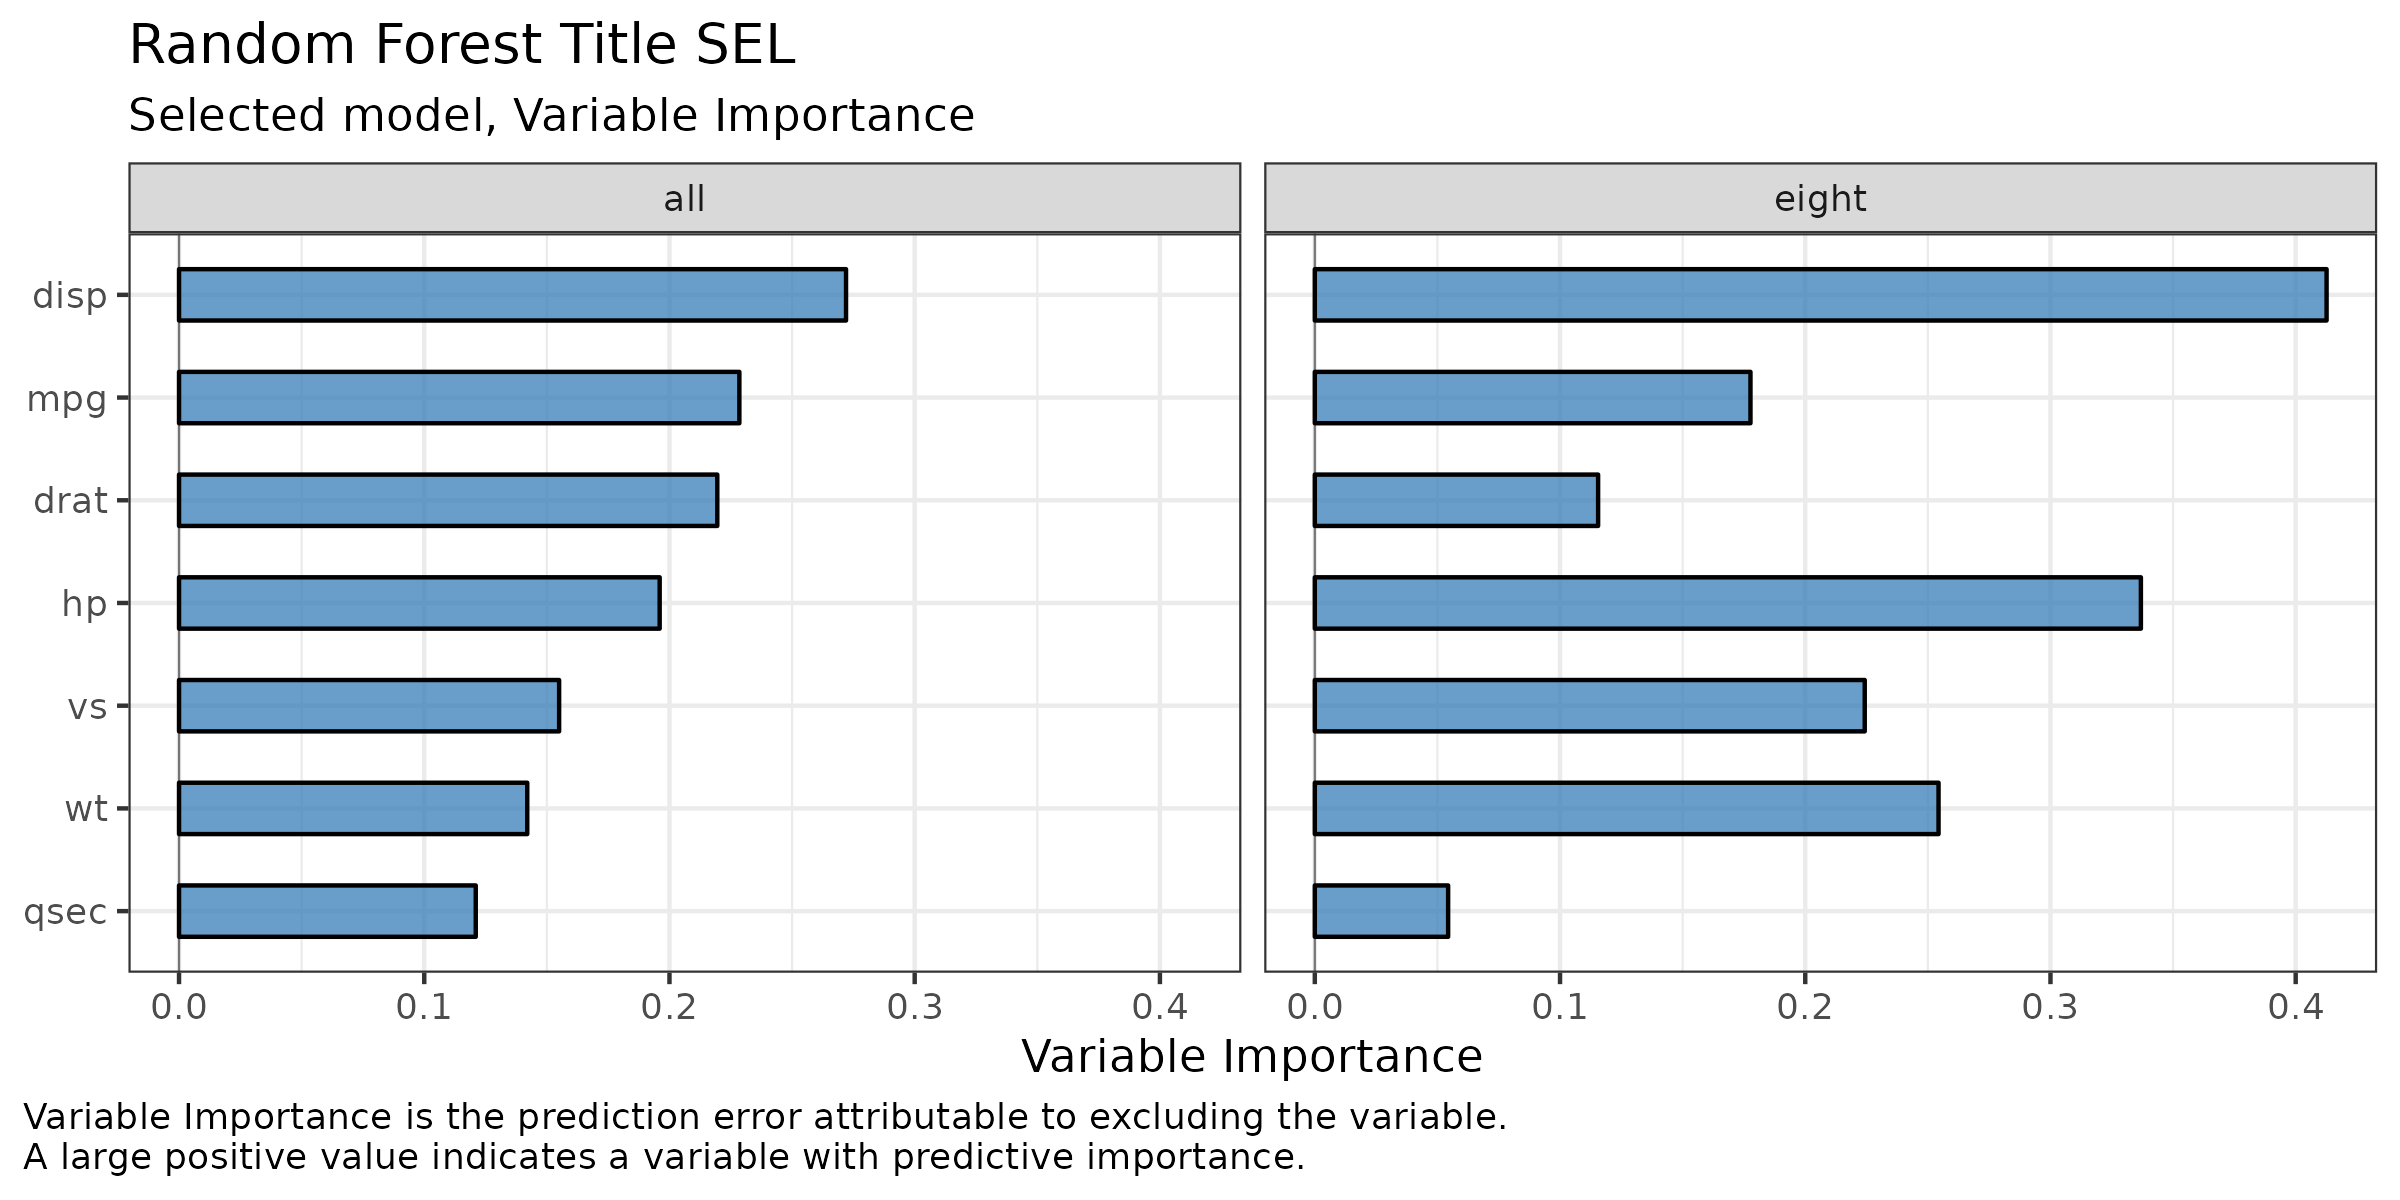 Random Forest Title SEL
Selected model, Variable Importance
all
eight
disp
mpg
drat
hp
vs
wt
qsec
0.0 0.1 0.2 0.3 0.4
0.0 0.1 0.2 0.3 0.4
Variable Importance
Variable Importance is the prediction error attributable to excluding the variable.
A large positive value indicates a variable with predictive importance.